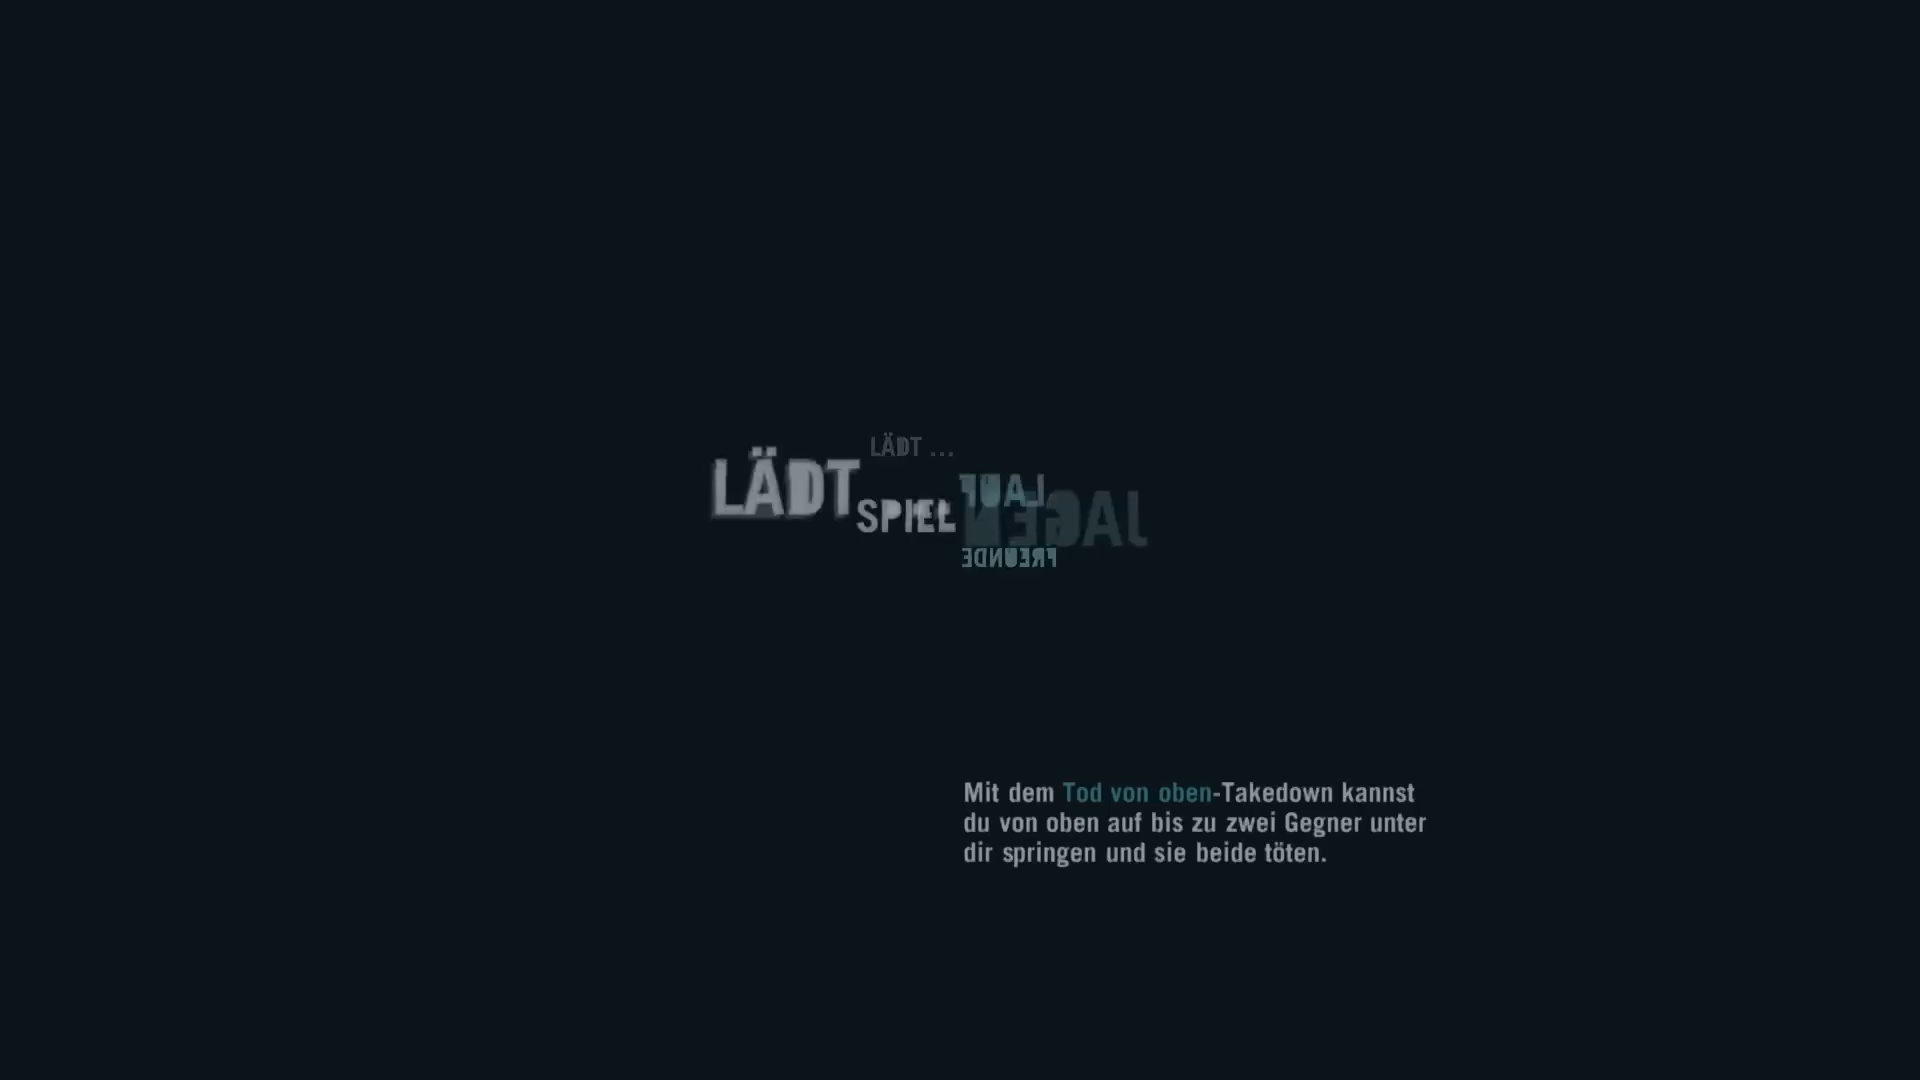 LÄDT ...
LÄDT
SPIEL
LAUF
JAGEN
FREUNDE
Mit dem Tod von oben-Takedown kannst
du von oben auf bis zu zwei Gegner unter
dir springen und sie beide töten.